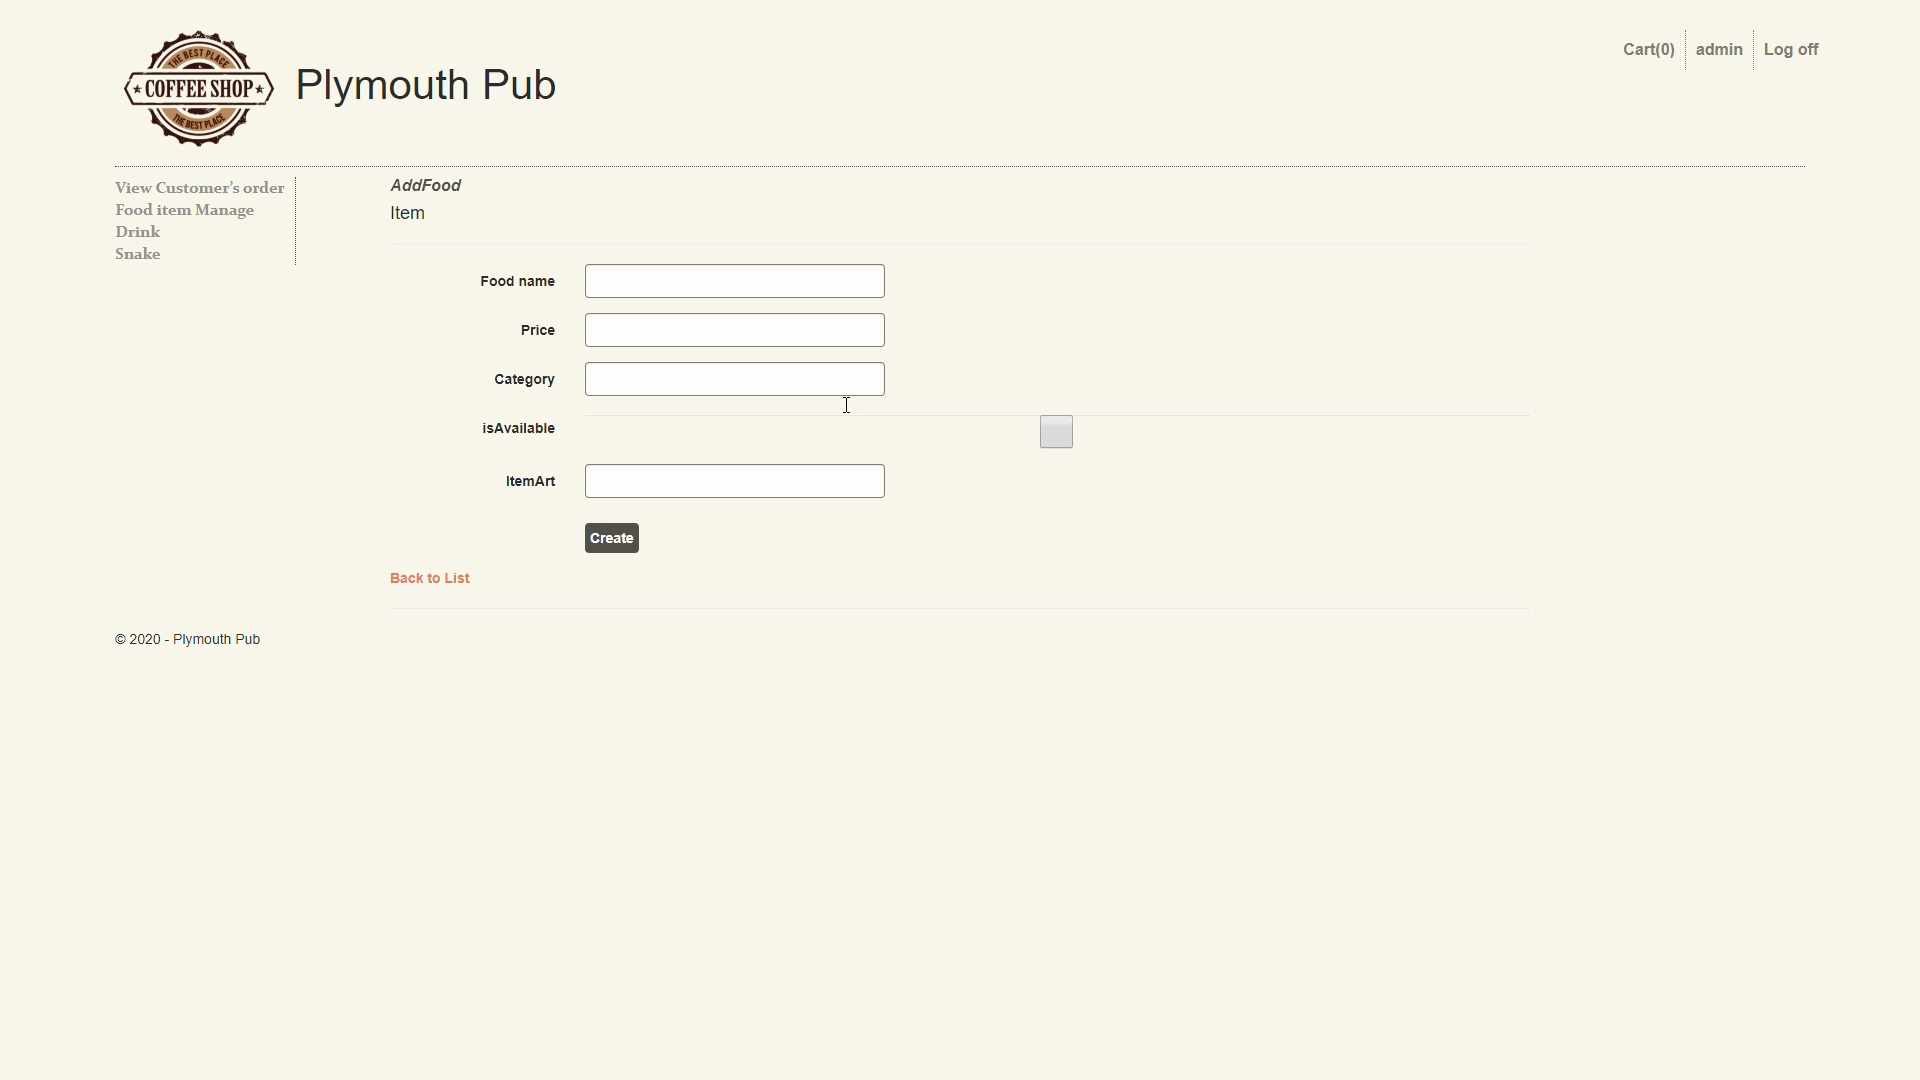 THE BEST PLACE
COFFEE SHOP
THE BEST PLACE
Plymouth Pub
Cart(0)
admin
Log off
View Customer's order
Food item Manage
Drink
Snake
AddFood
Item
Food name
Price
Category
isAvailable
ItemArt
Create
Back to List
© 2020 - Plymouth Pub